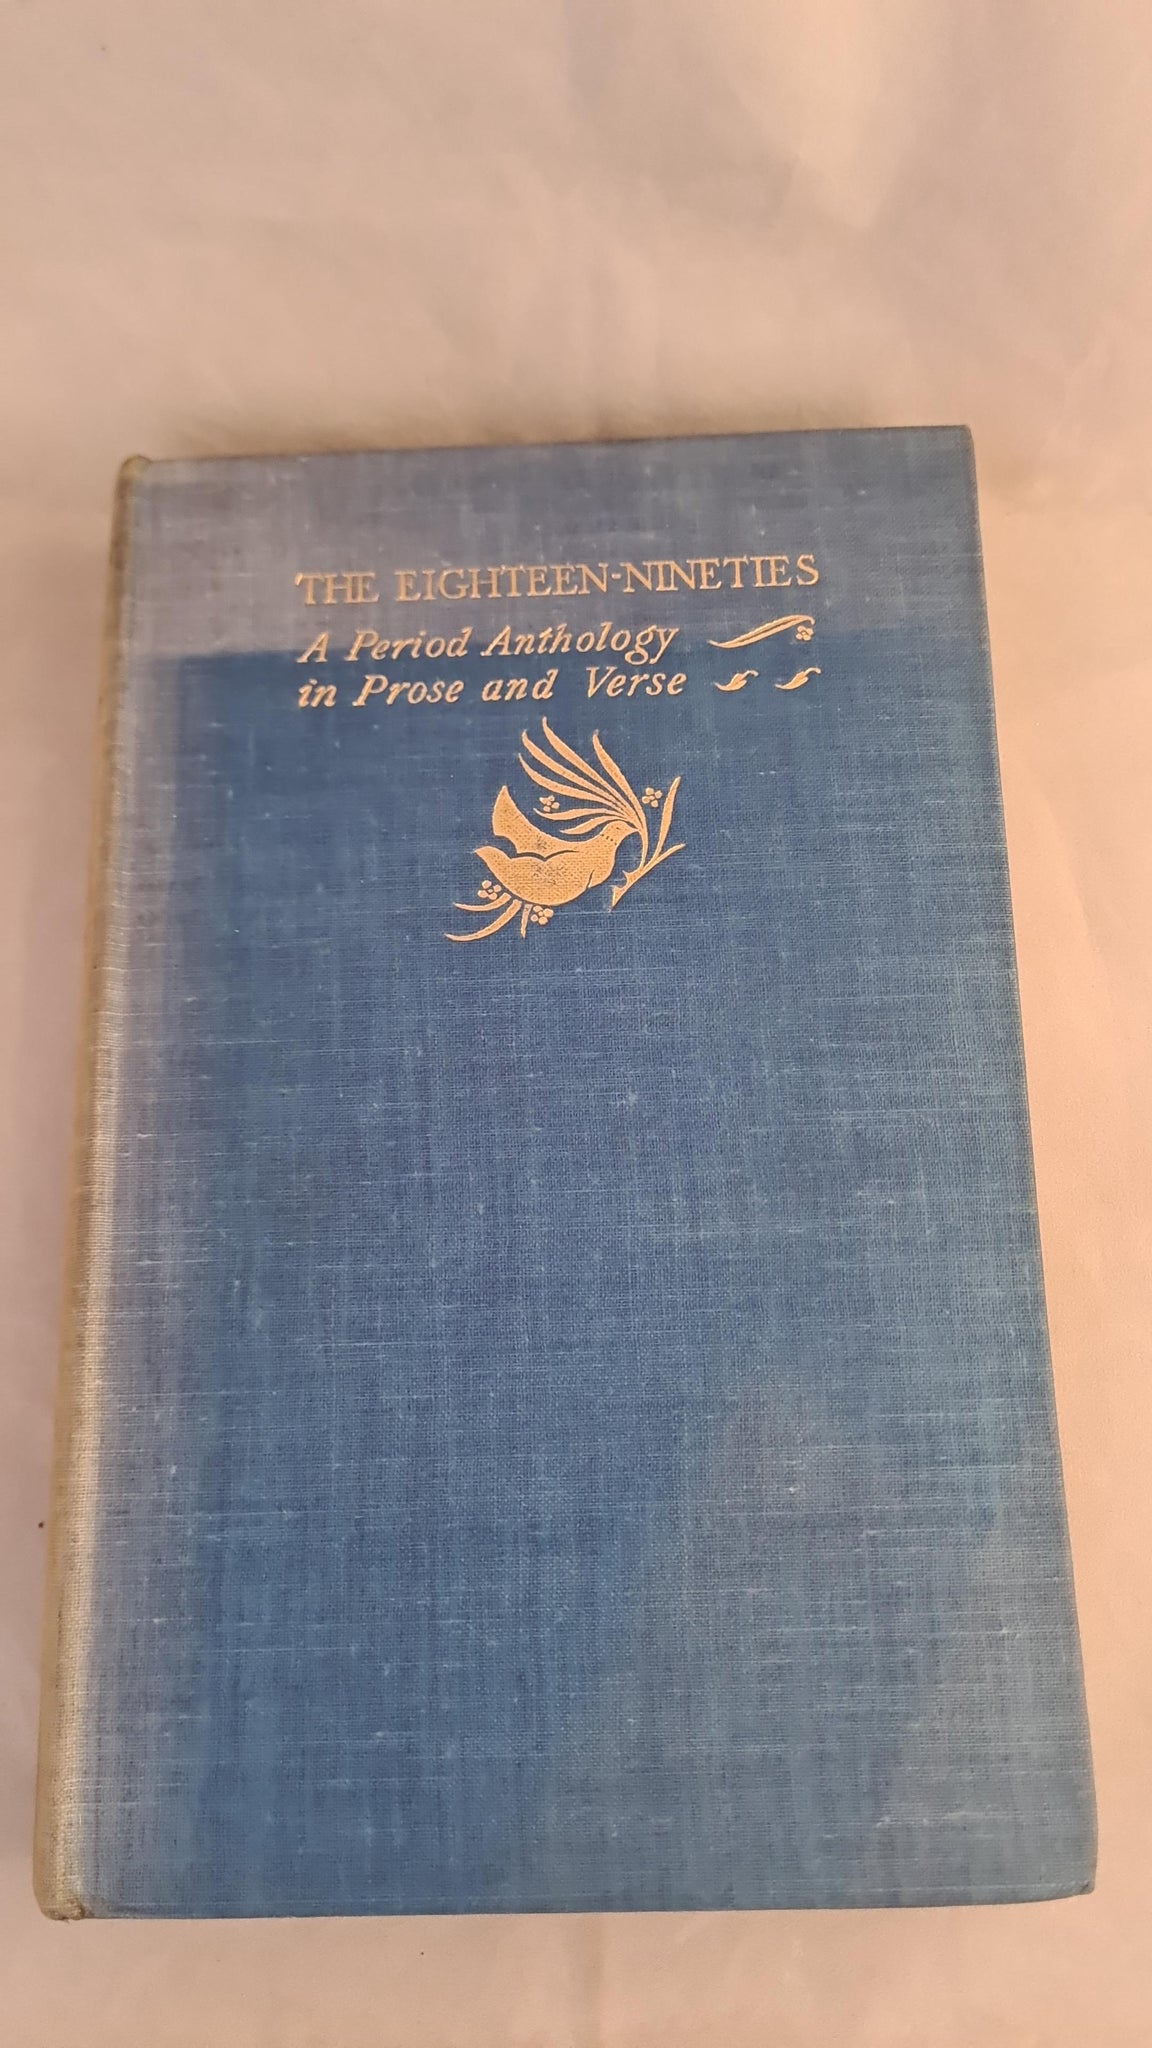 THE EIGHTEEN-NINETIES
A Period Anthology
in Prose and Verse